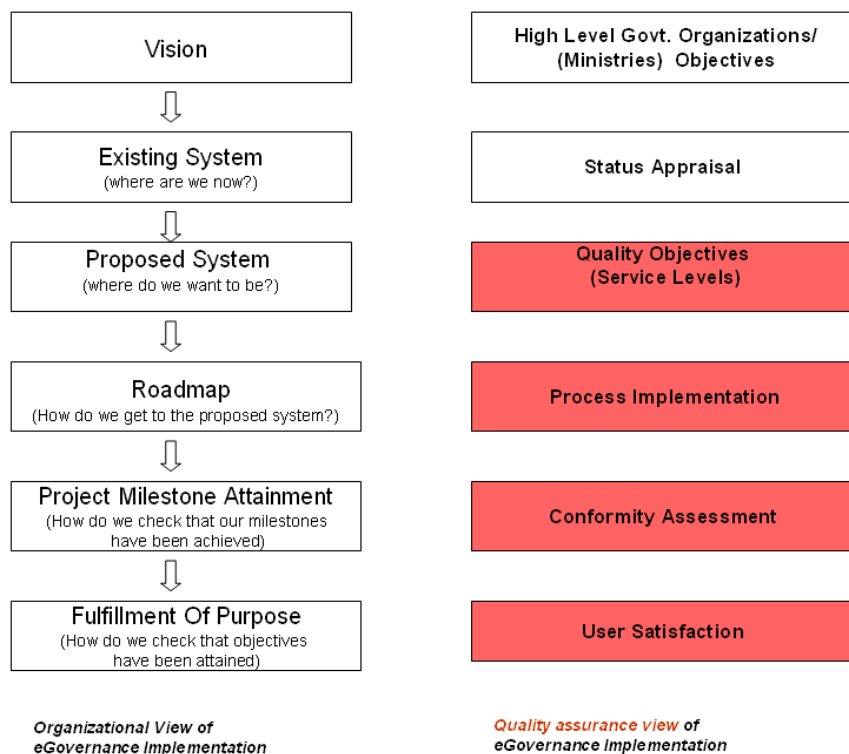 Vision
Existing System
(where are we now?)
Proposed System
(where do we want to be?)
Roadmap
(How do we get to the proposed system?)
Project Milestone Attainment
(How do we check that our milestones
have been achieved)
Fulfillment Of Purpose
(How do we check that objectives
have been attained)
Organizational View of
eGovernance Implementation
High Level Govt. Organizations/
(Ministries) Objectives
Status Appraisal
Quality Objectives
(Service Levels)
Process Implementation
Conformity Assessment
User Satisfaction
Quality assurance view of
eGovernance Implementation